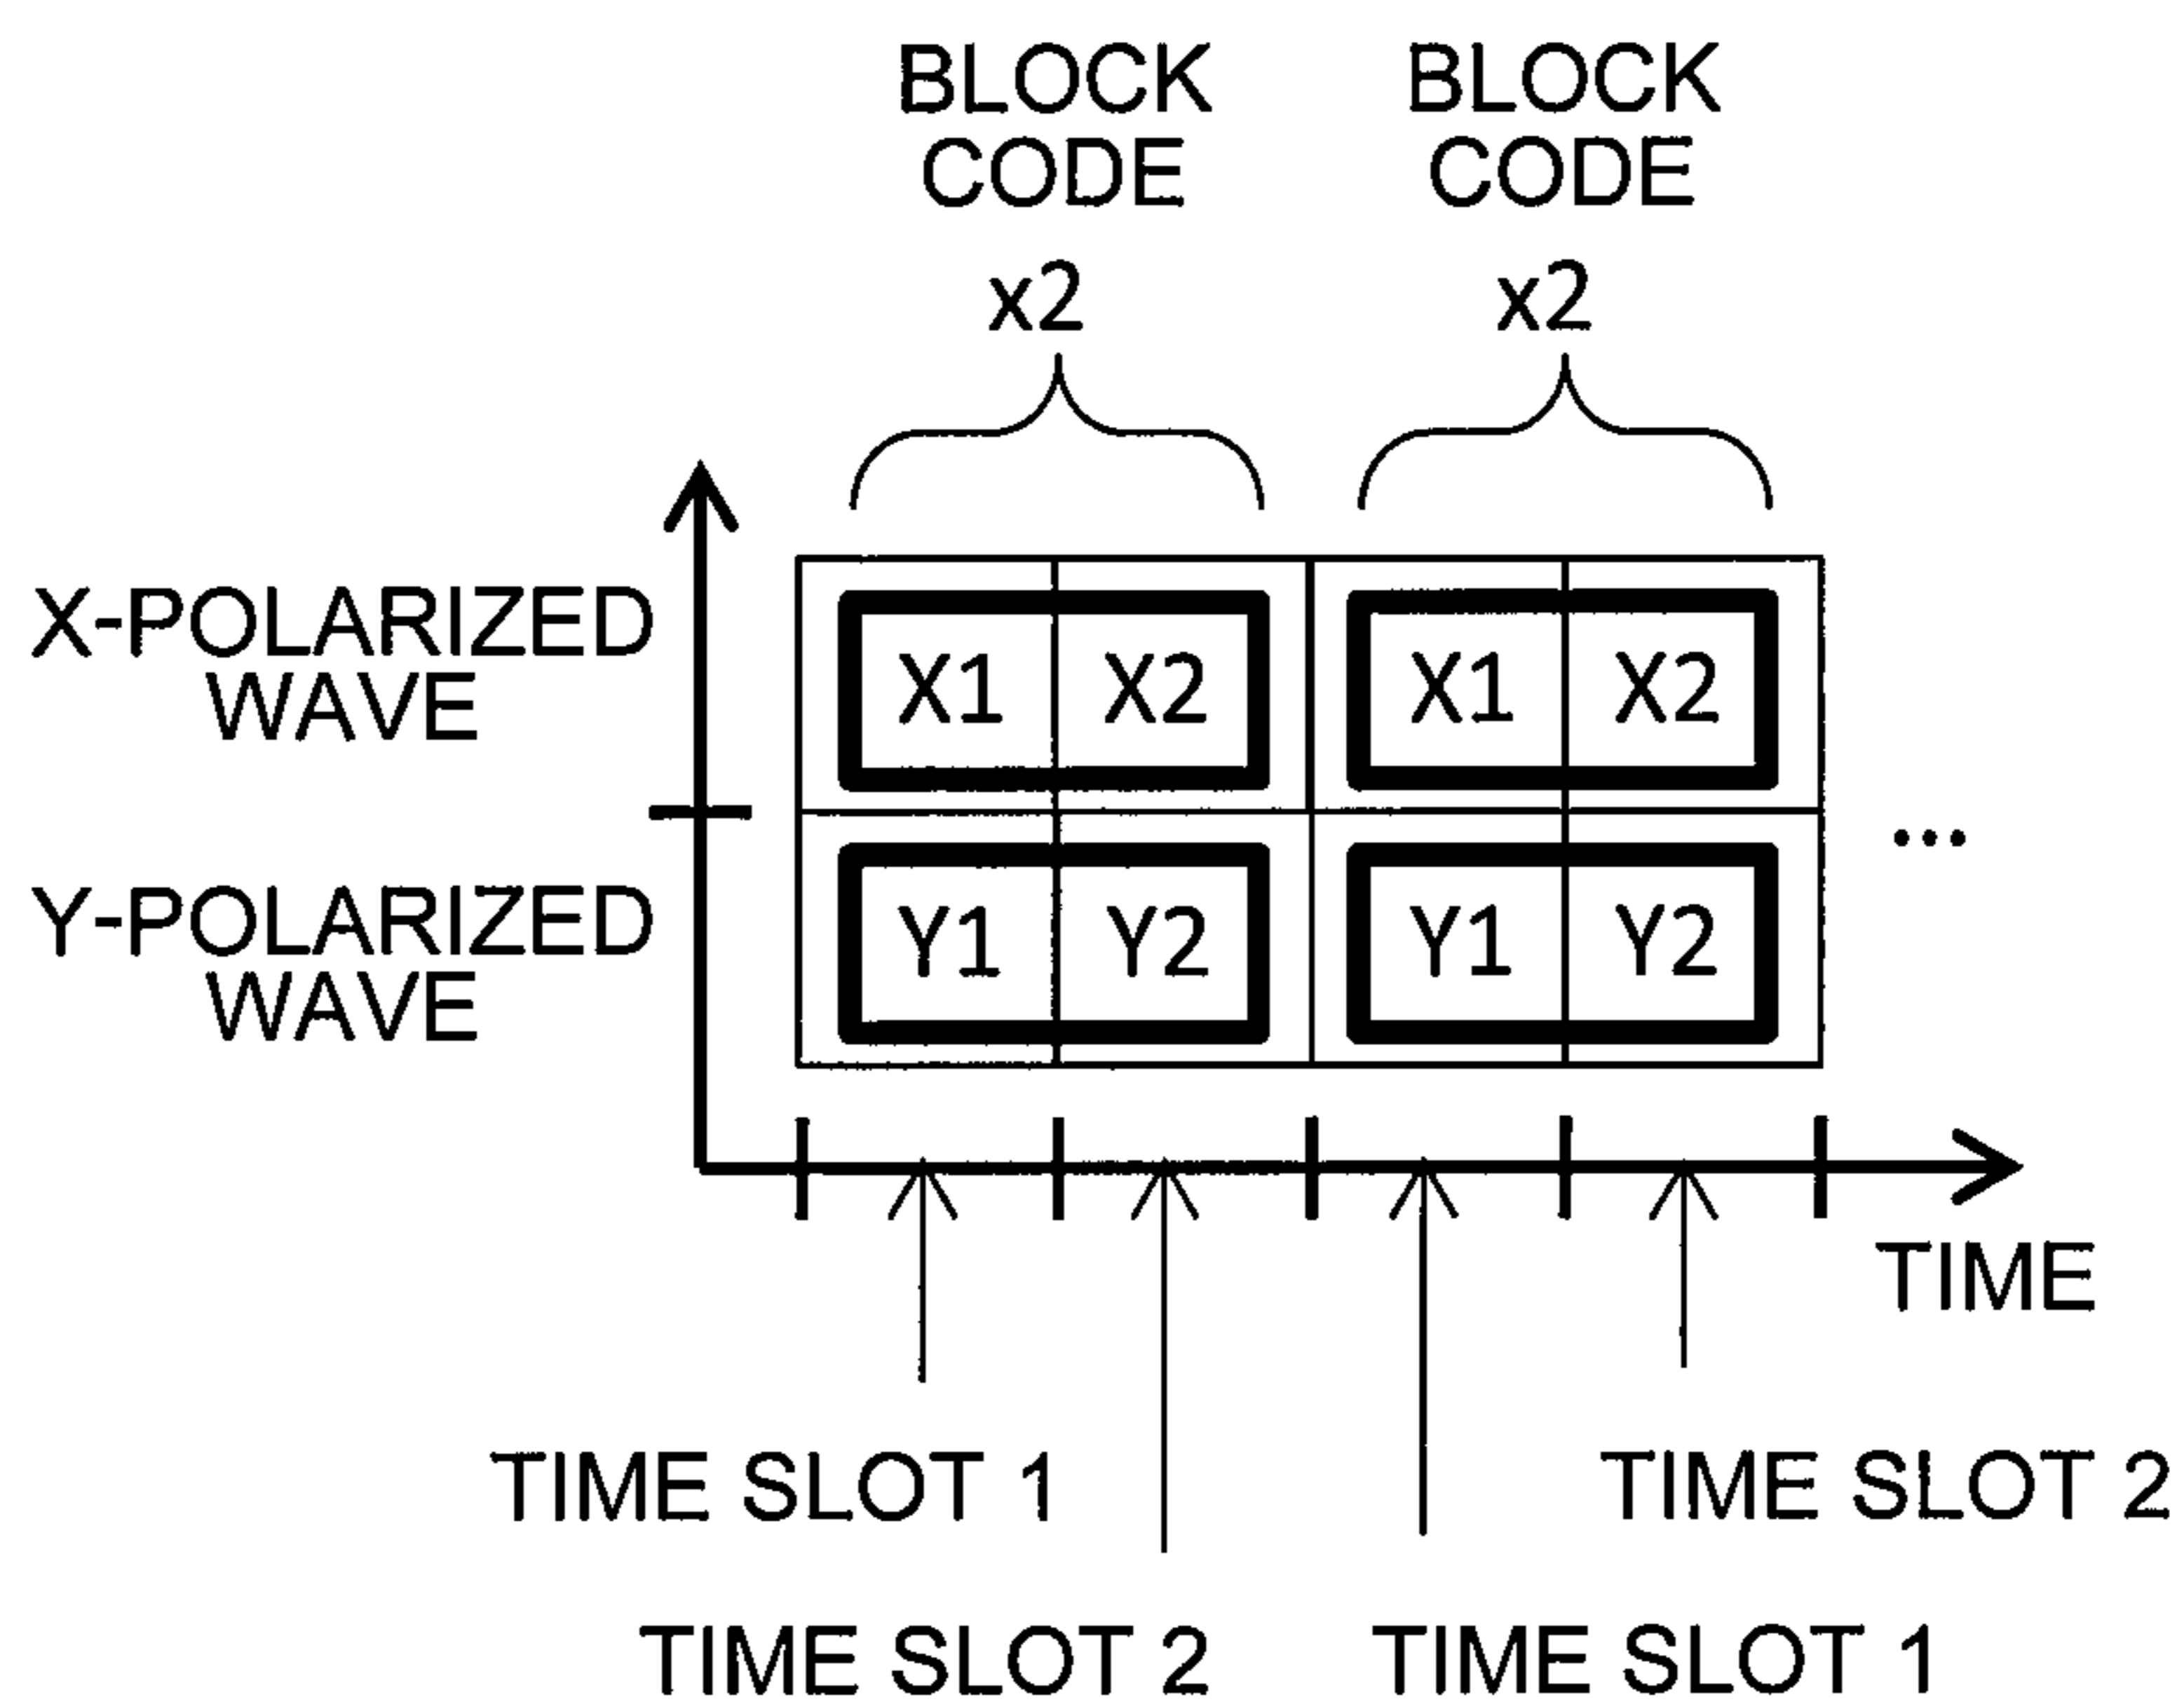 BLOCK
CODE
x2
BLOCK
CODE
x2
X-POLARIZED
WAVE
X1 X2 X1 X2
Y-POLARIZED
WAVE
Y1 Y2 Y1 Y2
...
TIME
TIME SLOT 1
TIME SLOT 2
TIME SLOT 2
TIME SLOT 1